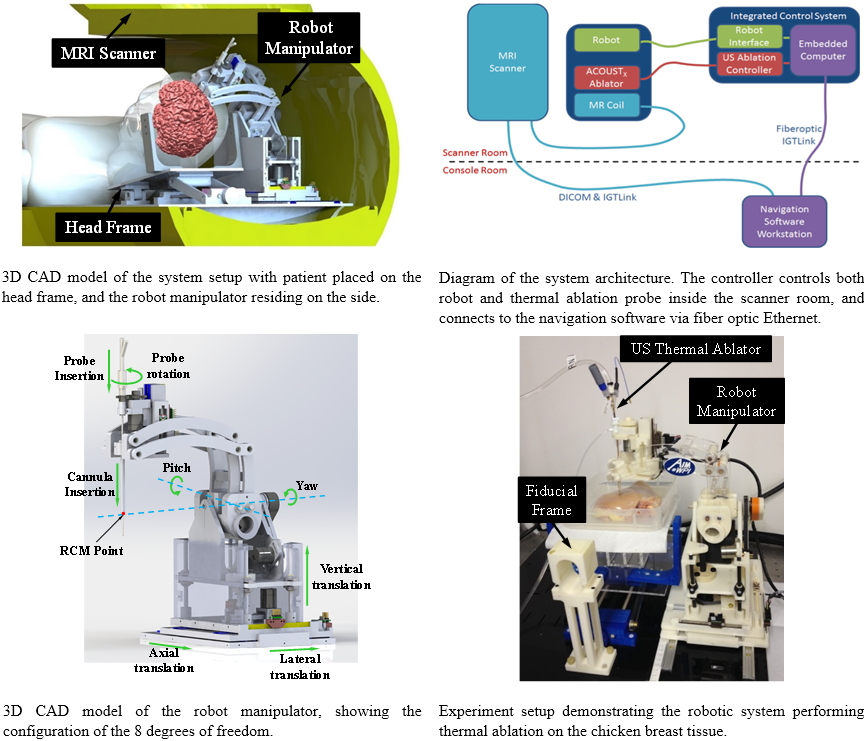 MRI Scanner
Robot
Manipulator
Head Frame
3D CAD model of the system setup with patient placed on the
head frame, and the robot manipulator residing on the side.
MRI
Scanner
Robot
ACOUSTx
Ablator
MR Coil
Integrated Control System
Robot
Interface
US Ablation
Controller
Embedded
Computer
Fiberoptic
IGTLink
Scanner Room
Console Room
DICOM & IGTLink
Navigation
Software
Workstation
Diagram of the system architecture. The controller controls both
robot and thermal ablation probe inside the scanner room, and
connects to the navigation software via fiber optic Ethernet.
Probe
Insertion
Probe
rotation
Cannula
Insertion
Pitch
Yaw
RCM Point
Vertical
translation
Axial
translation
Lateral
translation
3D CAD model of the robot manipulator, showing the
configuration of the 8 degrees of freedom.
US Thermal Ablator
Robot
Manipulator
Fiducial
Frame
AIM
WPI
Experiment setup demonstrating the robotic system performing
thermal ablation on the chicken breast tissue.